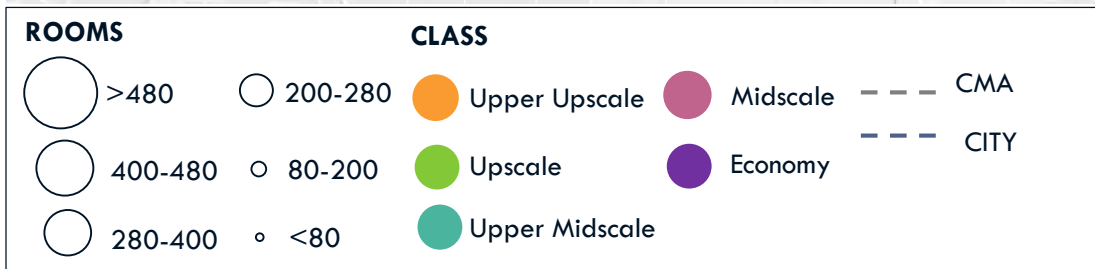 ROOMS
>480
400-480
280-400
200-280
80-200
<80
CLASS
Upper Upscale
Upscale
Upper Midscale
Midscale
Economy
CMA
CITY